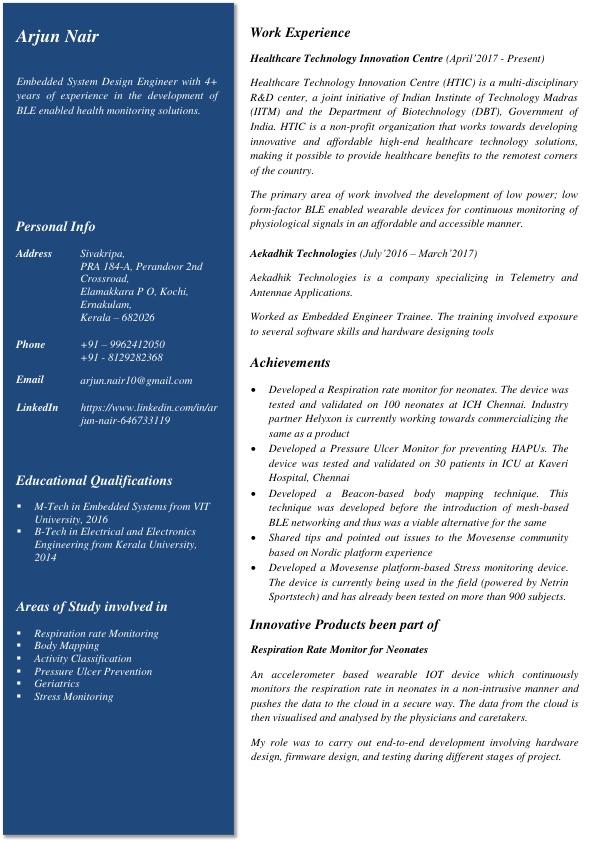 Arjun Nair
Embedded System Design Engineer with 4+
years of experience in the development of
BLE enabled health monitoring solutions.
Personal Info
Address Sivakripa,
PRA 184-A, Perandoor 2nd
Crossroad,
Elamakkara P O, Kochi,
Ernakulam,
Kerala – 682026
Phone +91 – 9962412050
+91 - 8129282368
Email arjun.nair10@gmail.com
LinkedIn https://www.linkedin.com/in/ar
jun-nair-646733119
Educational Qualifications
▪ M-Tech in Embedded Systems from VIT
University, 2016
▪ B-Tech in Electrical and Electronics
Engineering from Kerala University,
2014
Areas of Study involved in
▪ Respiration rate Monitoring
▪ Body Mapping
▪ Activity Classification
▪ Pressure Ulcer Prevention
▪ Geriatrics
▪ Stress Monitoring
Work Experience
Healthcare Technology Innovation Centre (April'2017 - Present)
Healthcare Technology Innovation Centre (HTIC) is a multi-disciplinary
R&D center, a joint initiative of Indian Institute of Technology Madras
(IITM) and the Department of Biotechnology (DBT), Government of
India. HTIC is a non-profit organization that works towards developing
innovative and affordable high-end healthcare technology solutions,
making it possible to provide healthcare benefits to the remotest corners
of the country.
The primary area of work involved the development of low power; low
form-factor BLE enabled wearable devices for continuous monitoring of
physiological signals in an affordable and accessible manner.
Aekadhik Technologies (July'2016 – March'2017)
Aekadhik Technologies is a company specializing in Telemetry and
Antennae Applications.
Worked as Embedded Engineer Trainee. The training involved exposure
to several software skills and hardware designing tools
Achievements
• Developed a Respiration rate monitor for neonates. The device was
tested and validated on 100 neonates at ICH Chennai. Industry
partner Helyxon is currently working towards commercializing the
same as a product
• Developed a Pressure Ulcer Monitor for preventing HAPUs. The
device was tested and validated on 30 patients in ICU at Kaveri
Hospital, Chennai
• Developed a Beacon-based body mapping technique. This
technique was developed before the introduction of mesh-based
BLE networking and thus was a viable alternative for the same
• Shared tips and pointed out issues to the Movesense community
based on Nordic platform experience
• Developed a Movesense platform-based Stress monitoring device.
The device is currently being used in the field (powered by Netrin
Sportstech) and has already been tested on more than 900 subjects.
Innovative Products been part of
Respiration Rate Monitor for Neonates
An accelerometer based wearable IOT device which continuously
monitors the respiration rate in neonates in a non-intrusive manner and
pushes the data to the cloud in a secure way. The data from the cloud is
then visualised and analysed by the physicians and caretakers.
My role was to carry out end-to-end development involving hardware
design, firmware design, and testing during different stages of project.